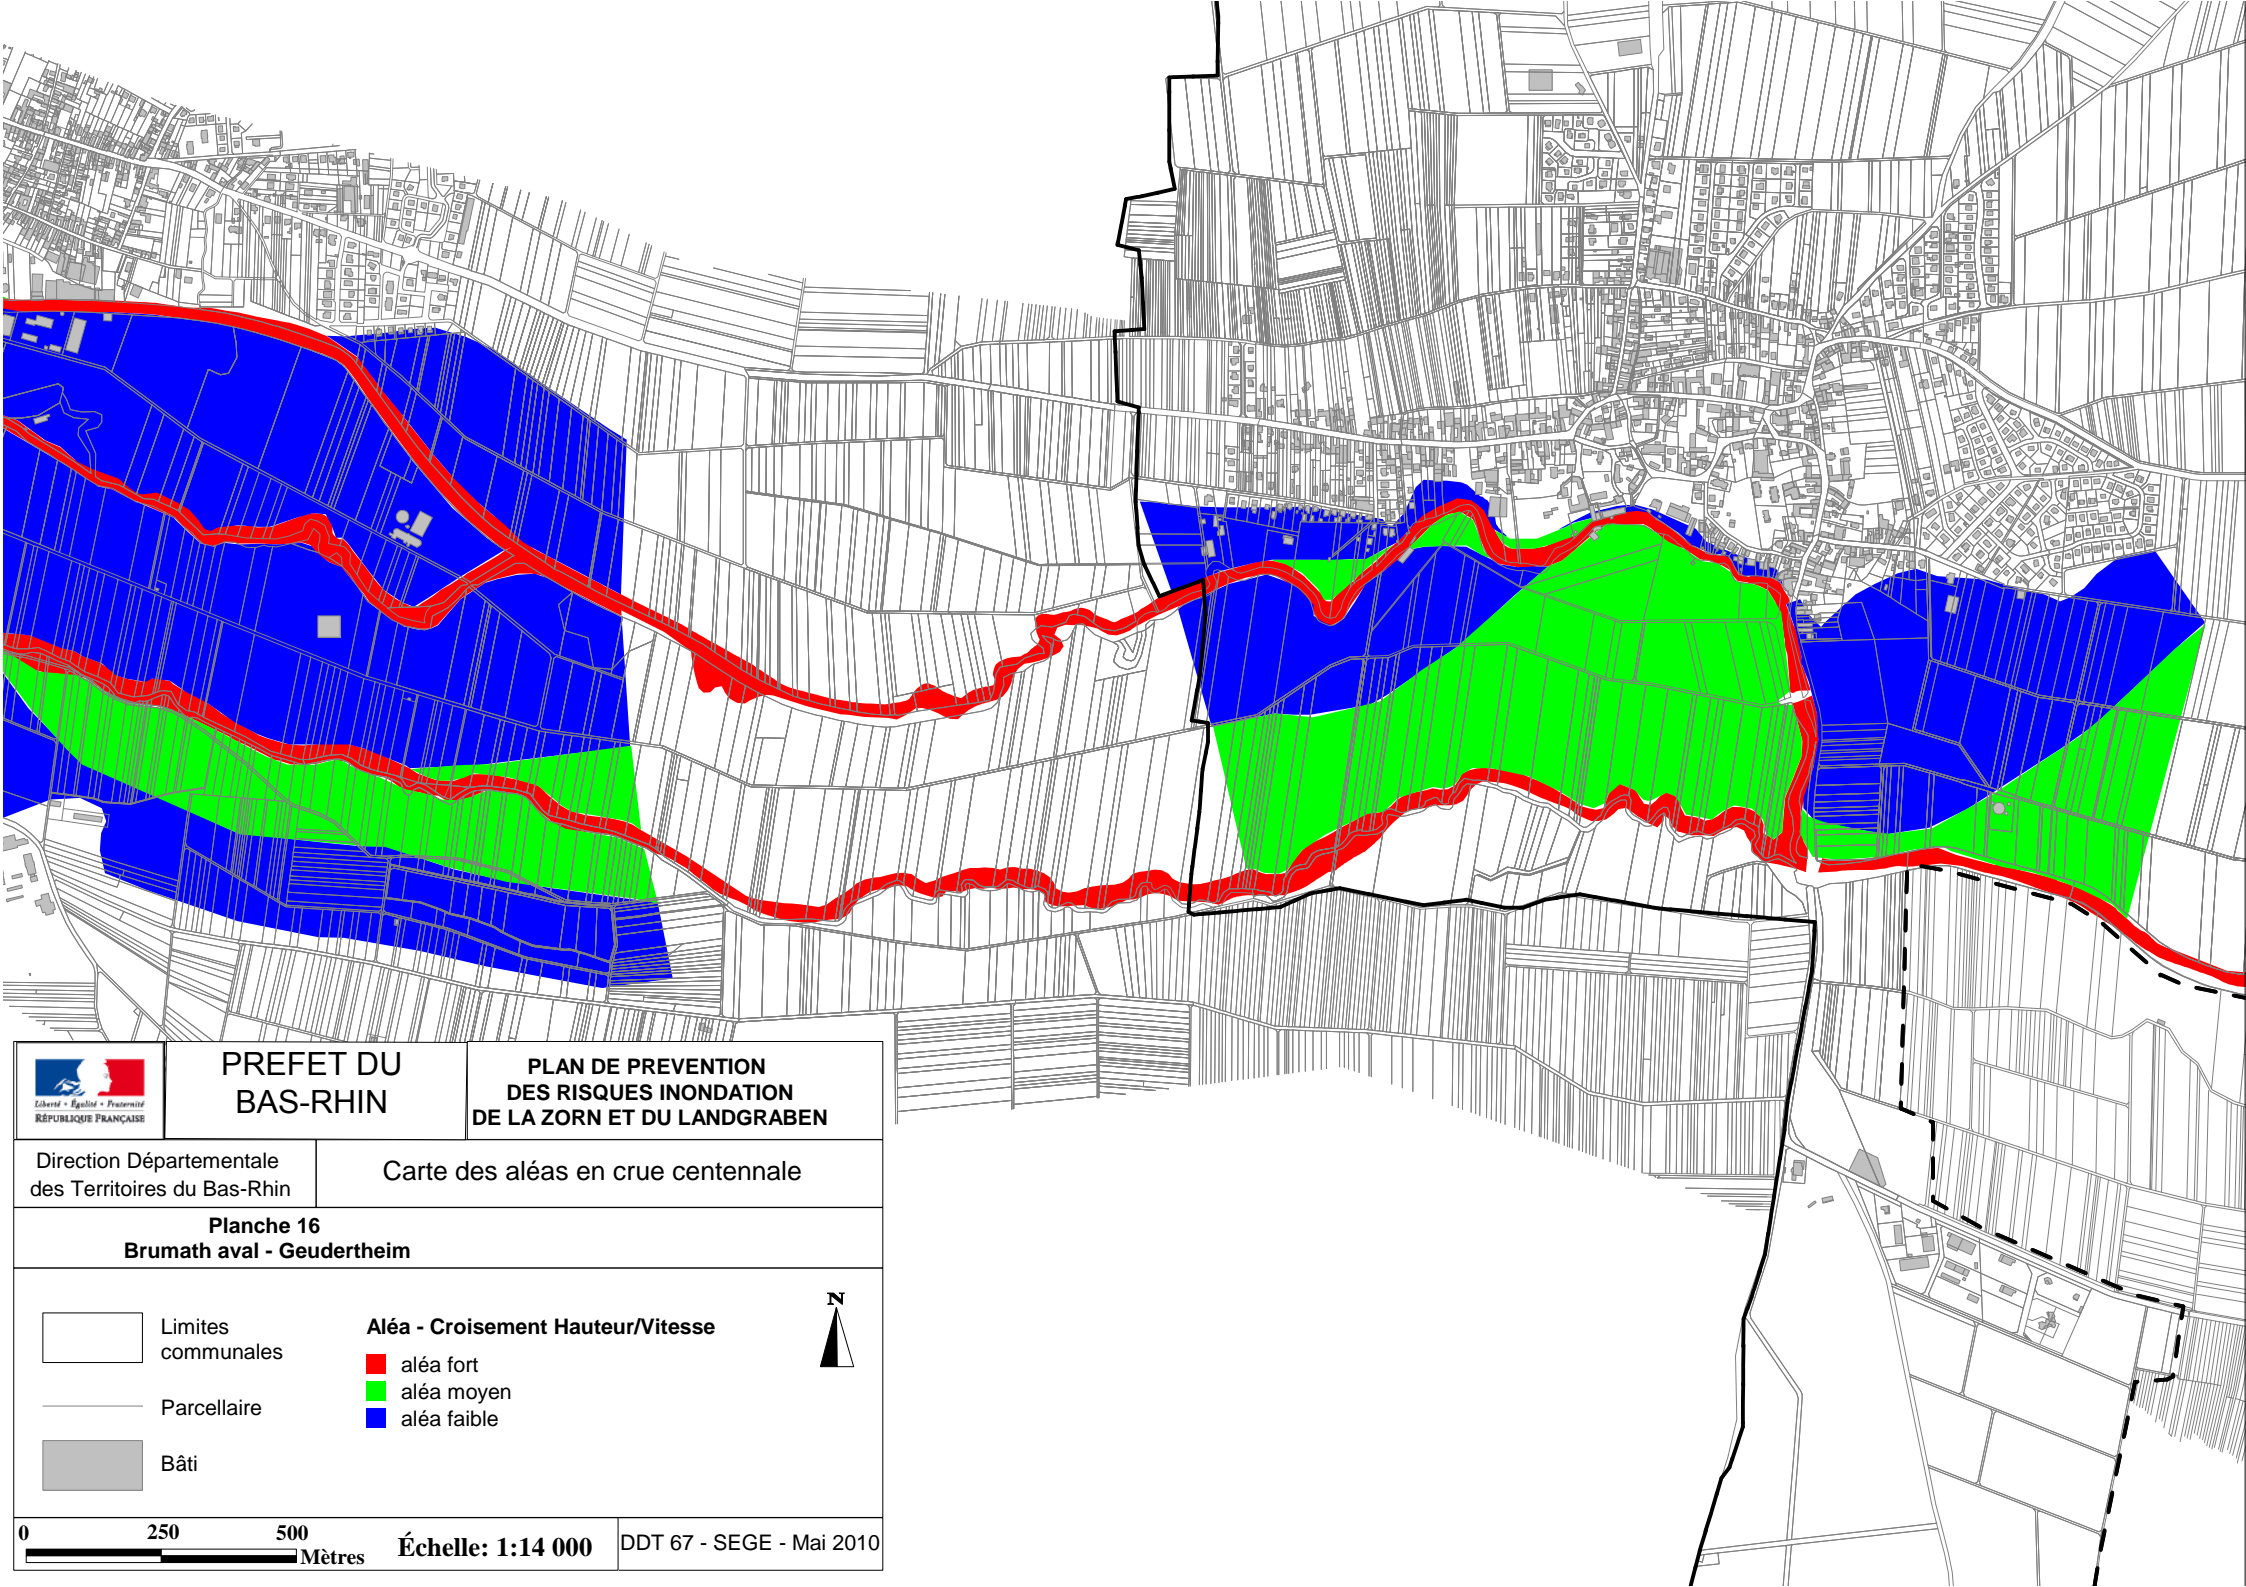 Liberté • Égalité • Fraternité
RÉPUBLIQUE FRANÇAISE
PREFET DU
BAS-RHIN
PLAN DE PREVENTION
DES RISQUES INONDATION
DE LA ZORN ET DU LANDGRABEN
Direction Départementale
des Territoires du Bas-Rhin
Carte des aléas en crue centennale
Planche 16
Brumath aval - Geudertheim
Limites
communales
Parcellaire
Bâti
Aléa - Croisement Hauteur/Vitesse
aléa fort
aléa moyen
aléa faible
N
0 250 500
Mètres
Échelle: 1:14 000
DDT 67 - SEGE - Mai 2010